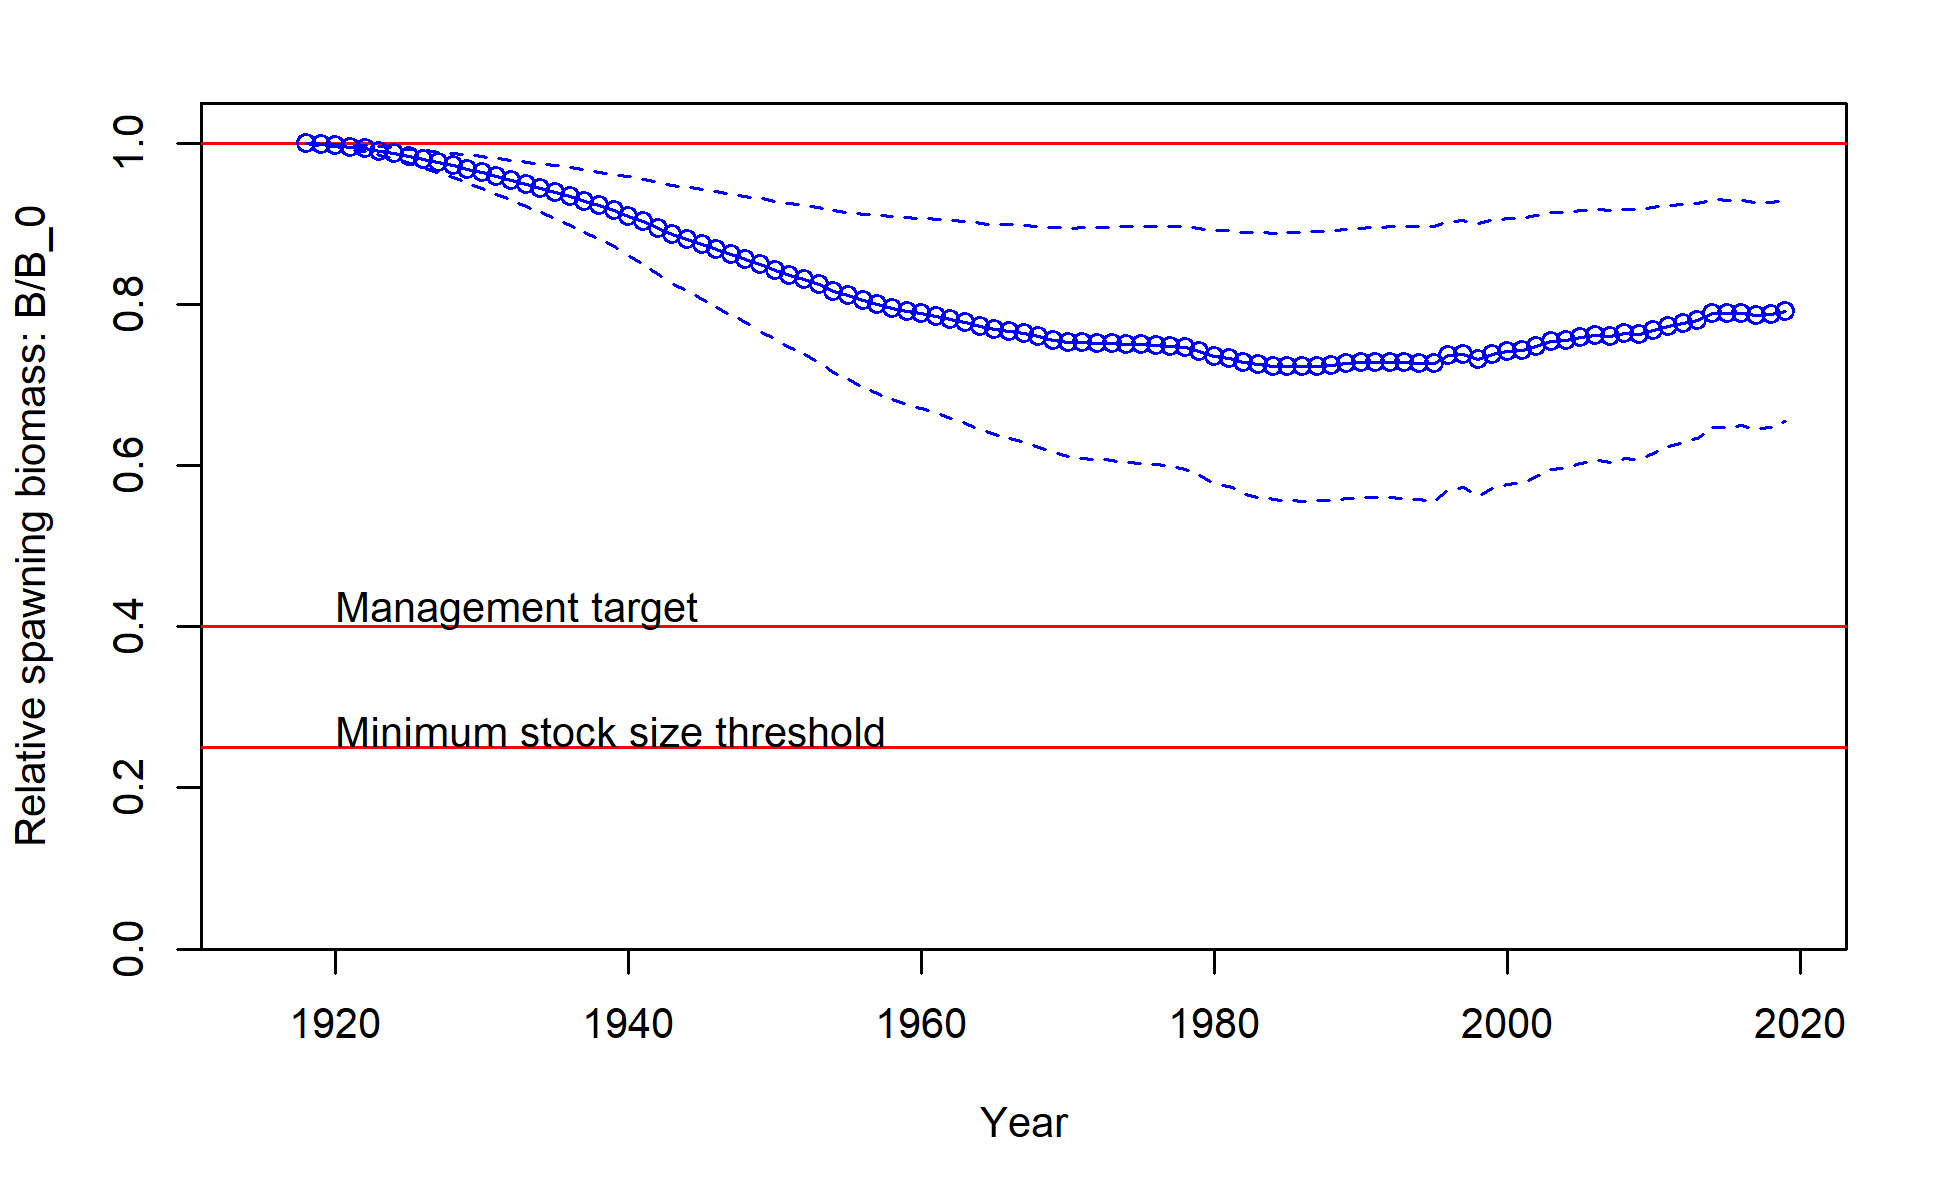 Relative spawning biomass: B/B_0
1.0
0.8
0.6
0.4
0.2
0.0
Management target
Minimum stock size threshold
1920 1940 1960 1980 2000 2020
Year